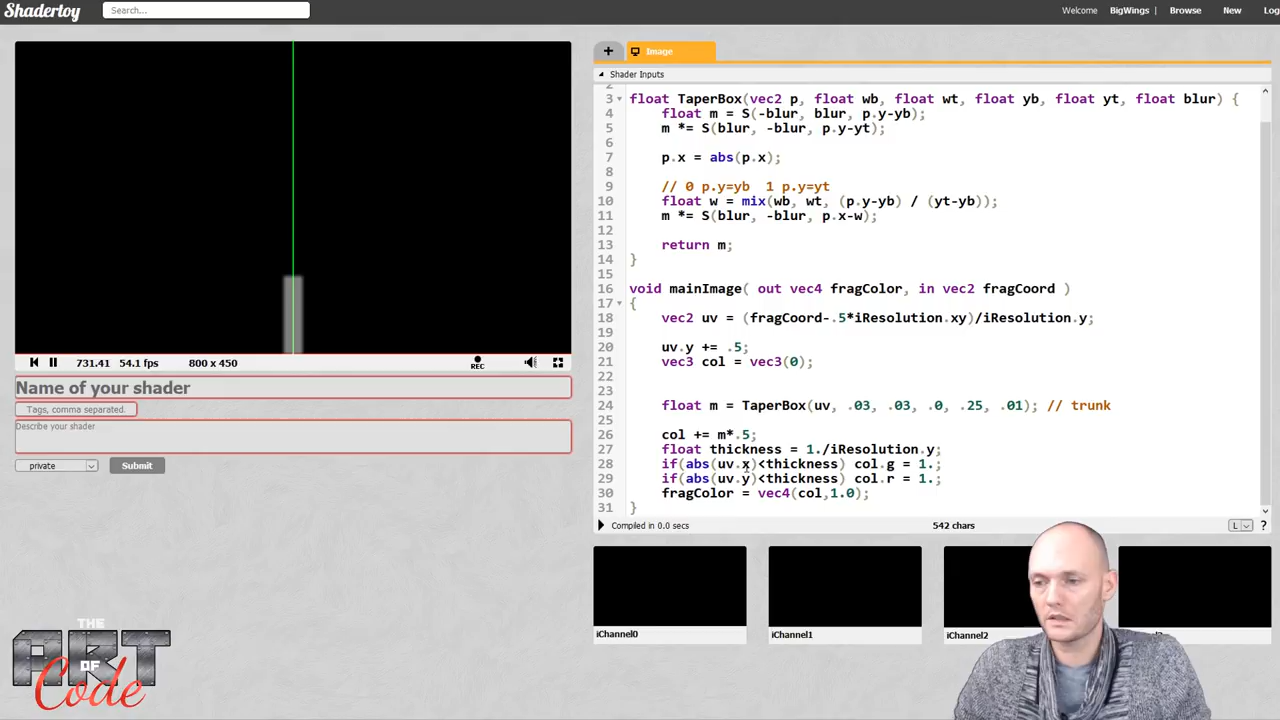 Shadertoy
Search...
Welcome BigWings | Browse New Log
+ Image
Shader Inputs
2
3 float TaperBox(vec2 p, float wb, float wt, float yb, float yt, float blur) {
4 float m = S(-blur, blur, p.y-yb);
5 m *= S(blur, -blur, p.y-yt);
6
7 p.x = abs(p.x);
8
9 // 0 p.y=yb 1 p.y=yt
10 float w = mix(wb, wt, (p.y-yb) / (yt-yb));
11 m *= S(blur, -blur, p.x-w);
12
13 return m;
14 }
15
16 void mainImage( out vec4 fragColor, in vec2 fragCoord )
17 {
18 vec2 uv = (fragCoord-.5*iResolution.xy)/iResolution.y;
19
20 uv.y += .5;
21 vec3 col = vec3(0);
22
23
24 float m = TaperBox(uv, .03, .03, .0, .25, .01); // trunk
25
26 col += m*.5;
27 float thickness = 1./iResolution.y;
28 if(abs(uv.x)<thickness) col.g = 1.;
29 if(abs(uv.y)<thickness) col.r = 1.;
30 fragColor = vec4(col,1.0);
31 }
731.41 54.1 fps 800 x 450 REC
Name of your shader
Tags, comma separated.
Describe your shader
private Submit
Compiled in 0.0 secs 542 chars L ?
iChannel0 iChannel1 iChannel2
THE
ART
OF
Code